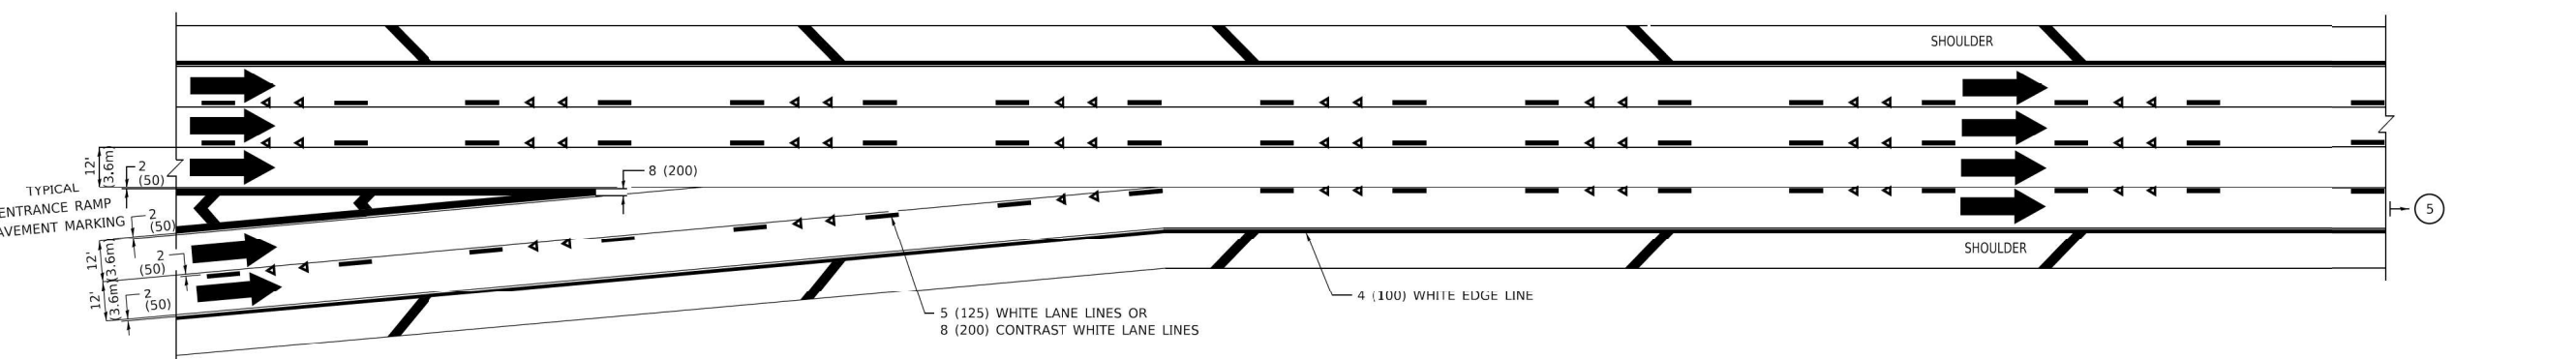 SHOULDER
12'
(3.6m)
2
(50)
8 (200)
TYPICAL
ENTRANCE RAMP
PAVEMENT MARKING
2
(50)
12'
(3.6m)
2
(50)
12'
(3.6m)
2
(50)
5
SHOULDER
4 (100) WHITE EDGE LINE
5 (125) WHITE LANE LINES OR
8 (200) CONTRAST WHITE LANE LINES